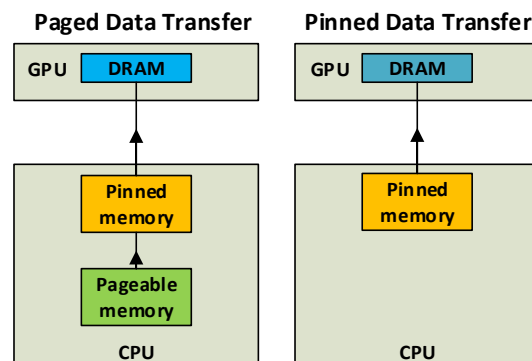 Paged Data Transfer
GPU
DRAM
Pinned
memory
Pageable
memory
CPU
Pinned Data Transfer
GPU
DRAM
Pinned
memory
CPU